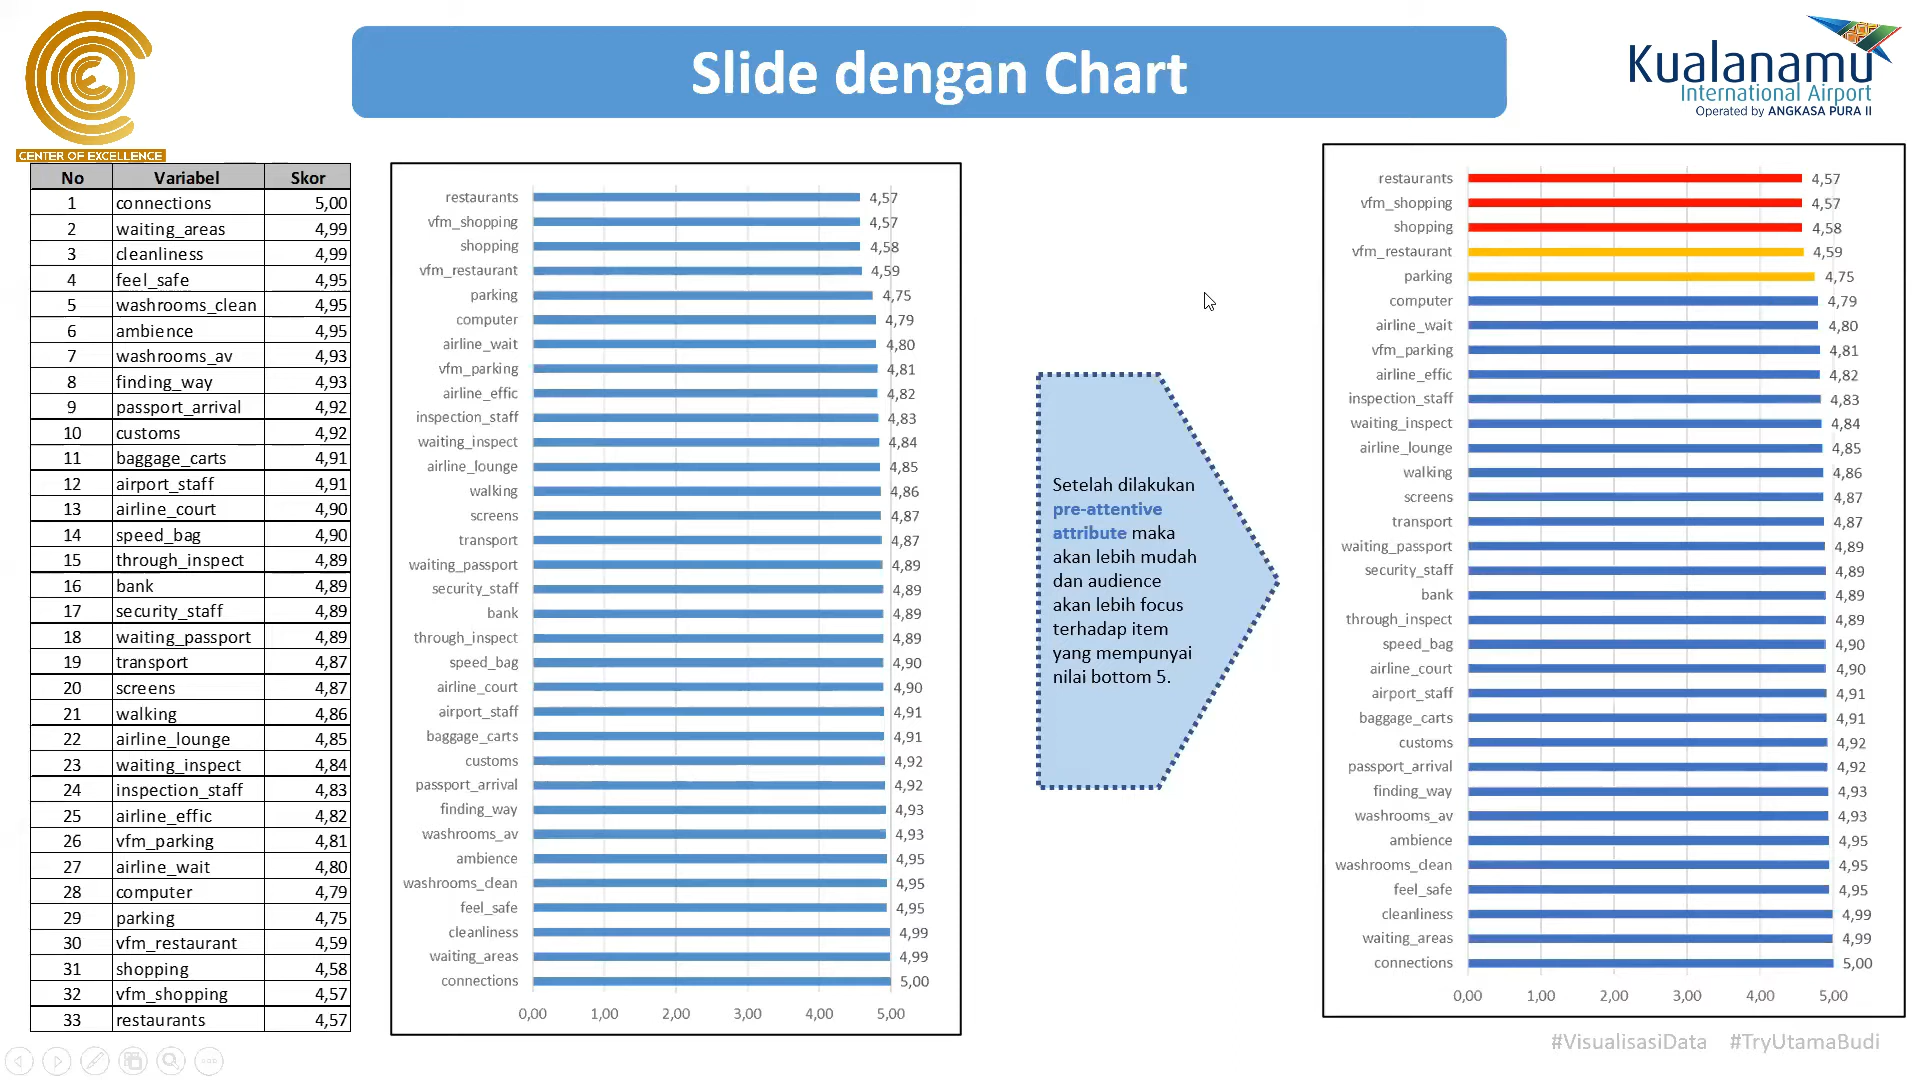 CENTER OF EXCELLENCE
Slide dengan Chart
Kualanamu
International Airport
Operated by ANGKASA PURA II
No Variabel Skor
1 connections 5,00
2 waiting_areas 4,99
3 cleanliness 4,99
4 feel_safe 4,95
5 washrooms_clean 4,95
6 ambience 4,95
7 washrooms_av 4,93
8 finding_way 4,93
9 passport_arrival 4,92
10 customs 4,92
11 baggage_carts 4,91
12 airport_staff 4,91
13 airline_court 4,90
14 speed_bag 4,90
15 through_inspect 4,89
16 bank 4,89
17 security_staff 4,89
18 waiting_passport 4,89
19 transport 4,87
20 screens 4,87
21 walking 4,86
22 airline_lounge 4,85
23 waiting_inspect 4,84
24 inspection_staff 4,83
25 airline_effic 4,82
26 vfm_parking 4,81
27 airline_wait 4,80
28 computer 4,79
29 parking 4,75
30 vfm_restaurant 4,59
31 shopping 4,58
32 vfm_shopping 4,57
33 restaurants 4,57
restaurants 4,57
vfm_shopping 4,57
shopping 4,58
vfm_restaurant 4,59
parking 4,75
computer 4,79
airline_wait 4,80
vfm_parking 4,81
airline_effic 4,82
inspection_staff 4,83
waiting_inspect 4,84
airline_lounge 4,85
walking 4,86
screens 4,87
transport 4,87
waiting_passport 4,89
security_staff 4,89
bank 4,89
through_inspect 4,89
speed_bag 4,90
airline_court 4,90
airport_staff 4,91
baggage_carts 4,91
customs 4,92
passport_arrival 4,92
finding_way 4,93
washrooms_av 4,93
ambience 4,95
washrooms_clean 4,95
feel_safe 4,95
cleanliness 4,99
waiting_areas 4,99
connections 5,00
0,00 1,00 2,00 3,00 4,00 5,00
Setelah dilakukan
pre-attentive
attribute maka
akan lebih mudah
dan audience
akan lebih focus
terhadap item
yang mempunyai
nilai bottom 5.
restaurants 4,57
vfm_shopping 4,57
shopping 4,58
vfm_restaurant 4,59
parking 4,75
computer 4,79
airline_wait 4,80
vfm_parking 4,81
airline_effic 4,82
inspection_staff 4,83
waiting_inspect 4,84
airline_lounge 4,85
walking 4,86
screens 4,87
transport 4,87
waiting_passport 4,89
security_staff 4,89
bank 4,89
through_inspect 4,89
speed_bag 4,90
airline_court 4,90
airport_staff 4,91
baggage_carts 4,91
customs 4,92
passport_arrival 4,92
finding_way 4,93
washrooms_av 4,93
ambience 4,95
washrooms_clean 4,95
feel_safe 4,95
cleanliness 4,99
waiting_areas 4,99
connections 5,00
0,00 1,00 2,00 3,00 4,00 5,00
#VisualisasiData #TryUtamaBudi